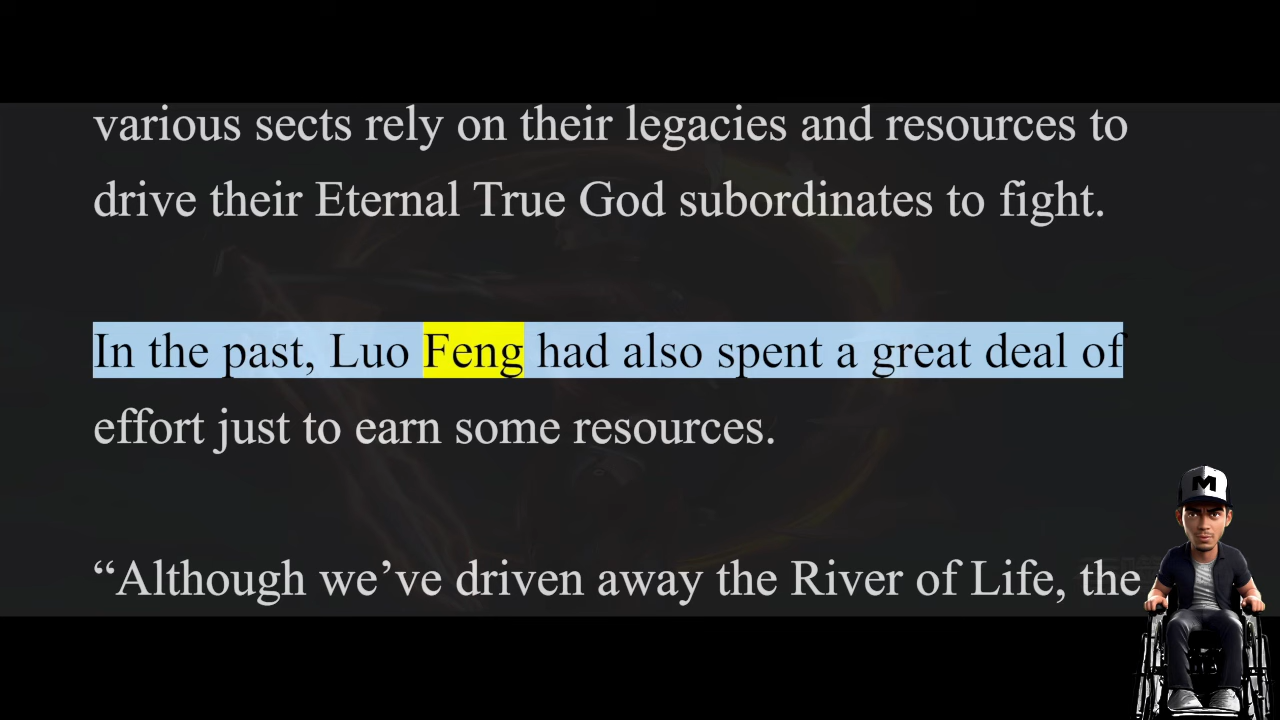 various sects rely on their legacies and resources to
drive their Eternal True God subordinates to fight.
In the past, Luo Feng had also spent a great deal of
effort just to earn some resources.
“Although we’ve driven away the River of Life, the
M